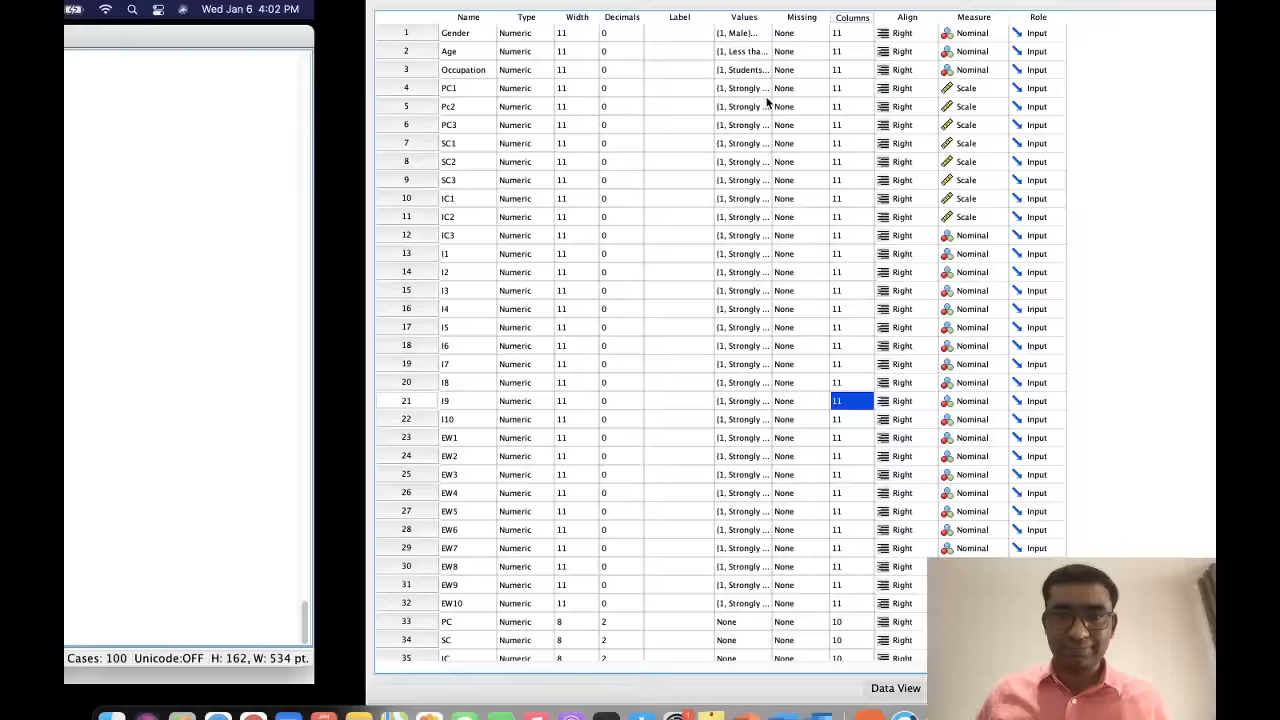 Wed Jan 6 4:02 PM
Name Type Width Decimals Label Values Missing Columns Align Measure Role
1 Gender Numeric 11 0 {1, Male}... None 11 Right Nominal Input
2 Age Numeric 11 0 {1, Less tha... None 11 Right Nominal Input
3 Occupation Numeric 11 0 {1, Students... None 11 Right Nominal Input
4 PC1 Numeric 11 0 {1, Strongly ... None 11 Right Scale Input
5 Pc2 Numeric 11 0 {1, Strongly ... None 11 Right Scale Input
6 PC3 Numeric 11 0 {1, Strongly ... None 11 Right Scale Input
7 SC1 Numeric 11 0 {1, Strongly ... None 11 Right Scale Input
8 SC2 Numeric 11 0 {1, Strongly ... None 11 Right Scale Input
9 SC3 Numeric 11 0 {1, Strongly ... None 11 Right Scale Input
10 IC1 Numeric 11 0 {1, Strongly ... None 11 Right Scale Input
11 IC2 Numeric 11 0 {1, Strongly ... None 11 Right Scale Input
12 IC3 Numeric 11 0 {1, Strongly ... None 11 Right Nominal Input
13 I1 Numeric 11 0 {1, Strongly ... None 11 Right Nominal Input
14 I2 Numeric 11 0 {1, Strongly ... None 11 Right Nominal Input
15 I3 Numeric 11 0 {1, Strongly ... None 11 Right Nominal Input
16 I4 Numeric 11 0 {1, Strongly ... None 11 Right Nominal Input
17 I5 Numeric 11 0 {1, Strongly ... None 11 Right Nominal Input
18 I6 Numeric 11 0 {1, Strongly ... None 11 Right Nominal Input
19 I7 Numeric 11 0 {1, Strongly ... None 11 Right Nominal Input
20 I8 Numeric 11 0 {1, Strongly ... None 11 Right Nominal Input
21 I9 Numeric 11 0 {1, Strongly ... None 11 Right Nominal Input
22 I10 Numeric 11 0 {1, Strongly ... None 11 Right Nominal Input
23 EW1 Numeric 11 0 {1, Strongly ... None 11 Right Nominal Input
24 EW2 Numeric 11 0 {1, Strongly ... None 11 Right Nominal Input
25 EW3 Numeric 11 0 {1, Strongly ... None 11 Right Nominal Input
26 EW4 Numeric 11 0 {1, Strongly ... None 11 Right Nominal Input
27 EW5 Numeric 11 0 {1, Strongly ... None 11 Right Nominal Input
28 EW6 Numeric 11 0 {1, Strongly ... None 11 Right Nominal Input
29 EW7 Numeric 11 0 {1, Strongly ... None 11 Right Nominal Input
30 EW8 Numeric 11 0 {1, Strongly ... None 11 Right
31 EW9 Numeric 11 0 {1, Strongly ... None 11 Right
32 EW10 Numeric 11 0 {1, Strongly ... None 11 Right
33 PC Numeric 8 2 None None 10 Right
34 SC Numeric 8 2 None None 10 Right
35 IC Numeric 8 2 None None 10 Right
Cases: 100 Unicode:OFF H: 162, W: 534 pt.
Data View